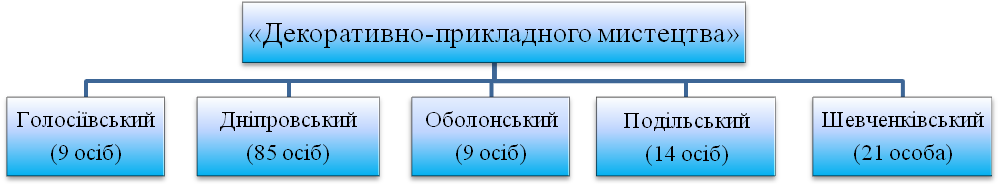 «Декоративно-прикладного мистецтва»
Голосіївський
(9 осіб)
Дніпровський
(85 осіб)
Оболонський
(9 осіб)
Подільський
(14 осіб)
Шевченківський
(21 особа)